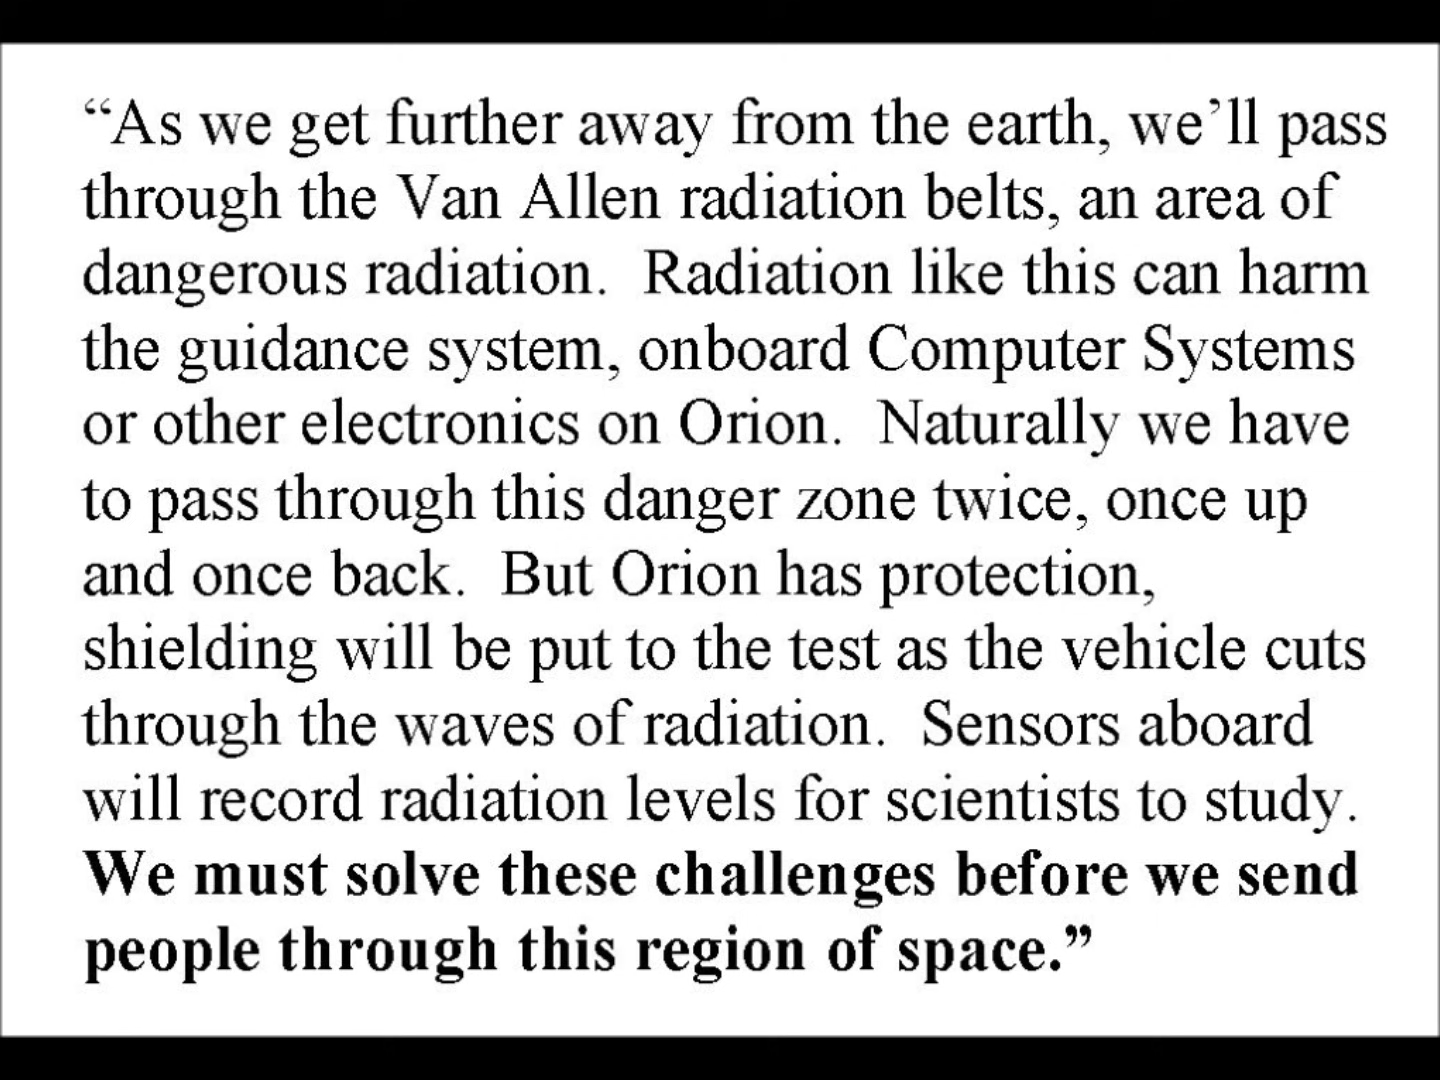 “As we get further away from the earth, we’ll pass
through the Van Allen radiation belts, an area of
dangerous radiation.  Radiation like this can harm
the guidance system, onboard Computer Systems
or other electronics on Orion.  Naturally we have
to pass through this danger zone twice, once up
and once back.  But Orion has protection,
shielding will be put to the test as the vehicle cuts
through the waves of radiation.  Sensors aboard
will record radiation levels for scientists to study.
We must solve these challenges before we send
people through this region of space.”